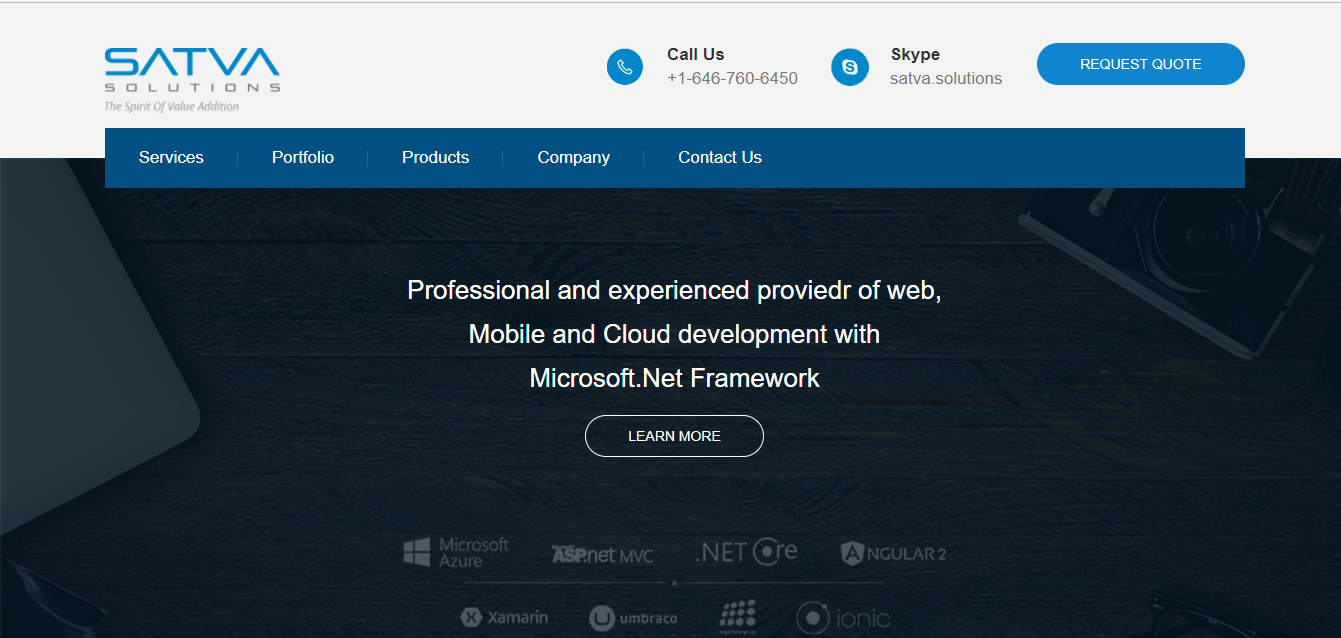 SATVA
SOLUTIONS
The Spirit Of Value Addition
Call Us
+1-646-760-6450
Skype
satva.solutions
REQUEST QUOTE
Services
Portfolio
Products
Company
Contact Us
Professional and experienced proviedr of web,
Mobile and Cloud development with
Microsoft.Net Framework
LEARN MORE
Microsoft
Azure
ASP.net MVC
.NET Core
ANGULAR 2
Xamarin
umbraco
ionic